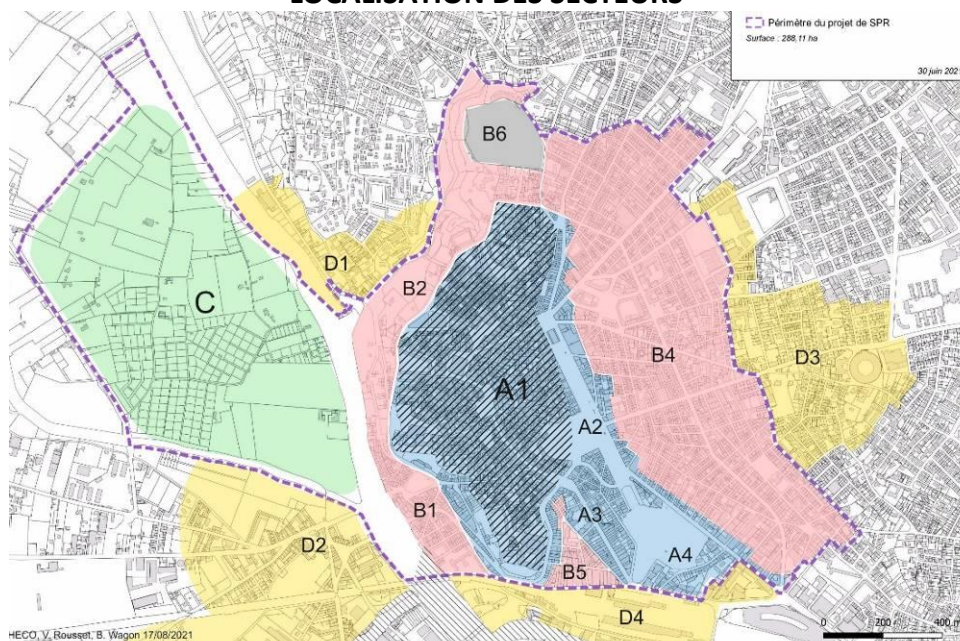 LOCALISATION DES SECTEURS
Périmètre du projet de SPR
Surface : 288,11 ha
30 juin 2021
B6
D1
C
B2
B4
A1
D3
A2
B1
A3
D2
A4
B5
D4
HECO, V. Rousset, B. Wagon 17/08/2021
0 200 400 m